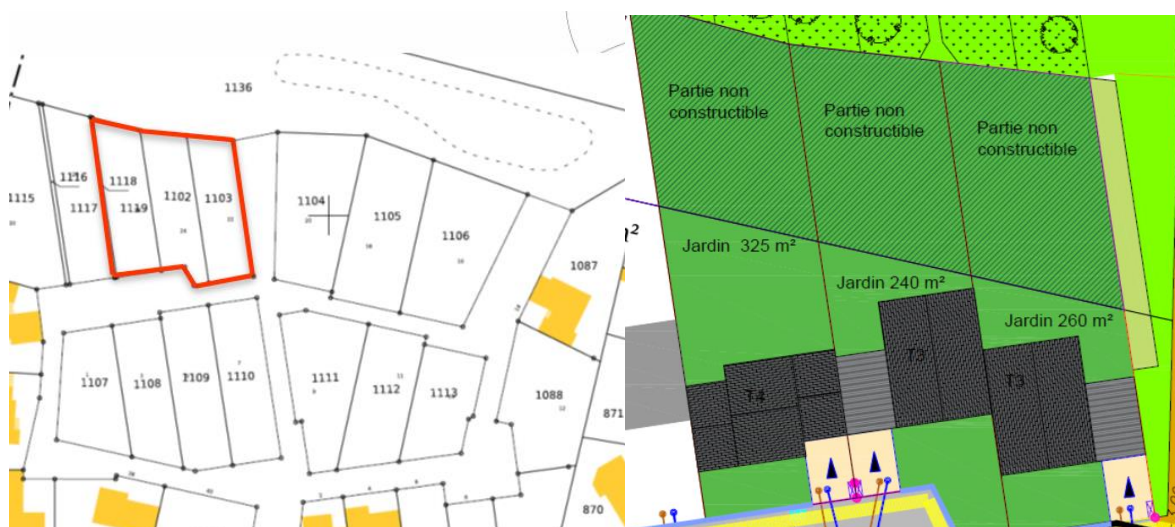 1136
1116
1118
1115
1117
1119
1102
1103
1104
1105
1106
1087
1107
1108
1109
1110
1111
1112
1113
1088
871
870
Partie non
constructible
Partie non
constructible
Partie non
constructible
m²
Jardin 325 m²
Jardin 240 m²
Jardin 260 m²
T4
T3
T3